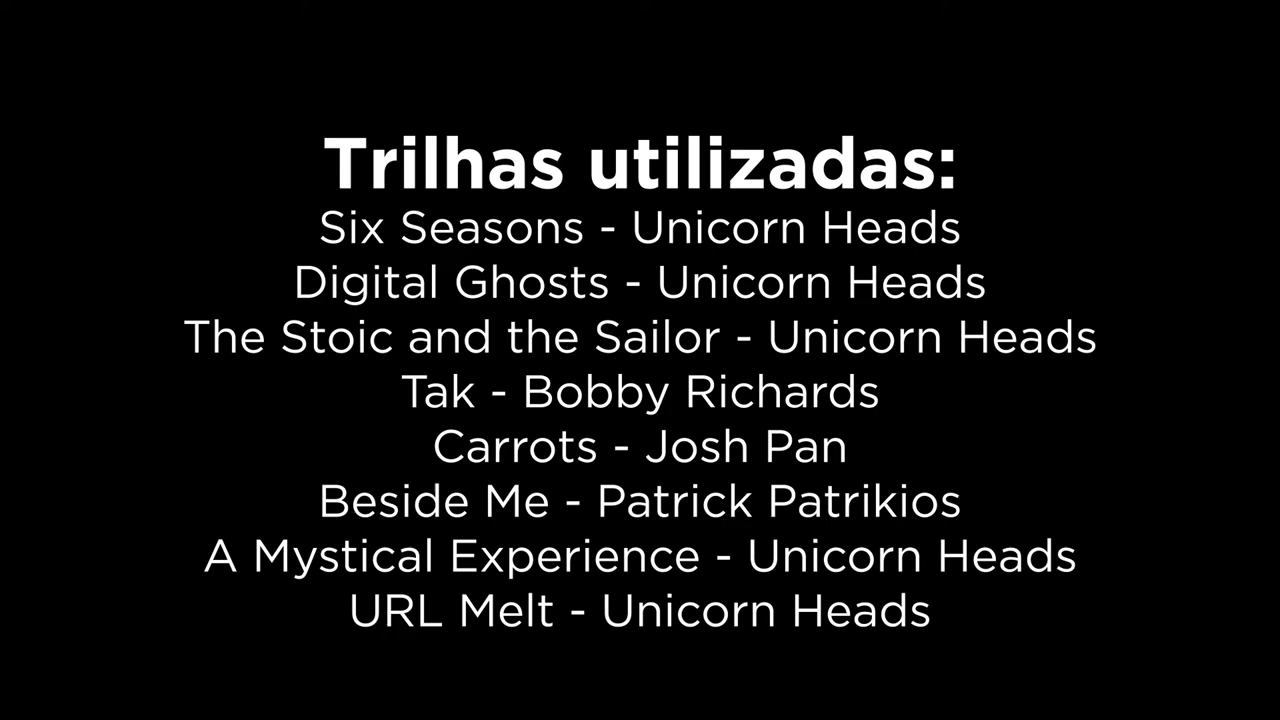 Trilhas utilizadas:
Six Seasons - Unicorn Heads
Digital Ghosts - Unicorn Heads
The Stoic and the Sailor - Unicorn Heads
Tak - Bobby Richards
Carrots - Josh Pan
Beside Me - Patrick Patrikios
A Mystical Experience - Unicorn Heads
URL Melt - Unicorn Heads